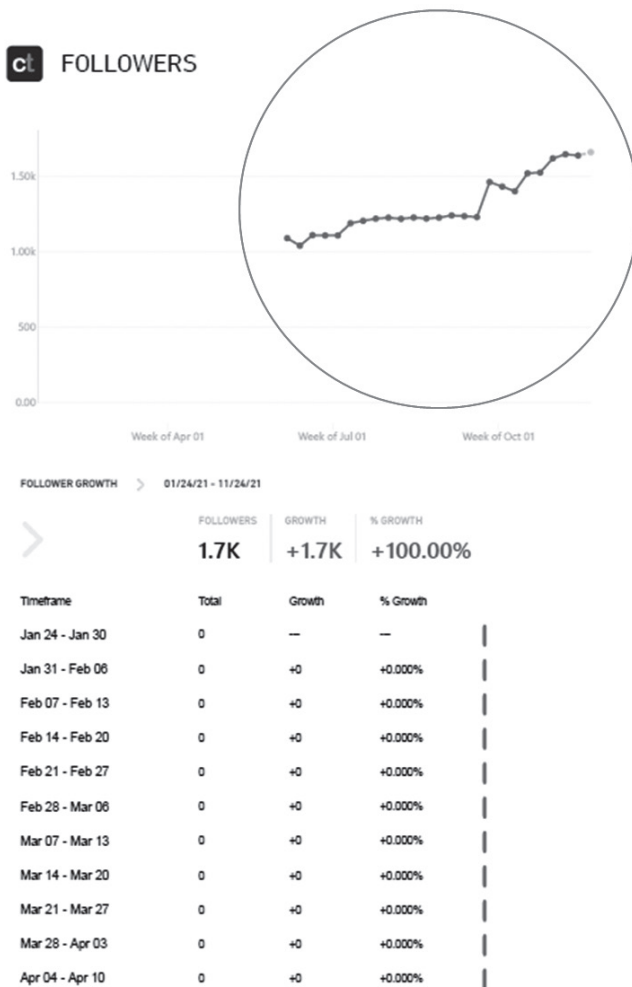 ct FOLLOWERS
1.50k
1.00k
500
0.00
Week of Apr 01 Week of Jul 01 Week of Oct 01
FOLLOWER GROWTH 01/24/21 - 11/24/21
FOLLOWERS GROWTH % GROWTH
1.7K +1.7K +100.00%
Timeframe Total Growth % Growth
Jan 24 - Jan 30 0 — —
Jan 31 - Feb 06 0 +0 +0.000%
Feb 07 - Feb 13 0 +0 +0.000%
Feb 14 - Feb 20 0 +0 +0.000%
Feb 21 - Feb 27 0 +0 +0.000%
Feb 28 - Mar 06 0 +0 +0.000%
Mar 07 - Mar 13 0 +0 +0.000%
Mar 14 - Mar 20 0 +0 +0.000%
Mar 21 - Mar 27 0 +0 +0.000%
Mar 28 - Apr 03 0 +0 +0.000%
Apr 04 - Apr 10 0 +0 +0.000%